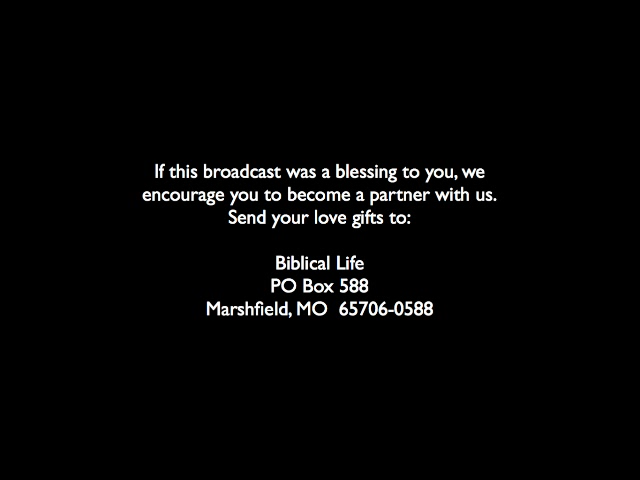 If this broadcast was a blessing to you, we
encourage you to become a partner with us.
Send your love gifts to:
Biblical Life
PO Box 588
Marshfield, MO  65706-0588